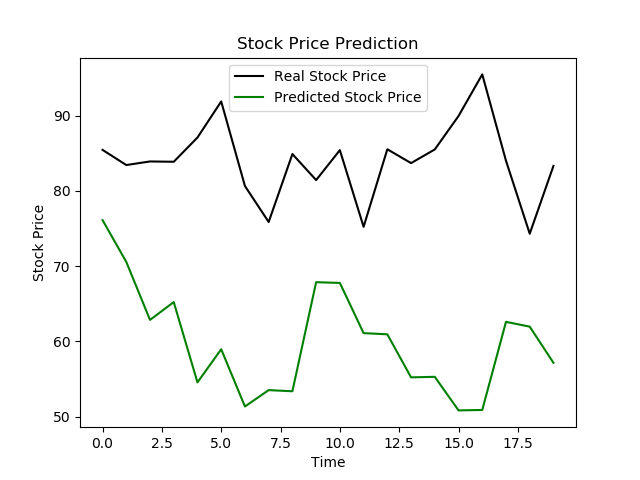 Stock Price Prediction
Real Stock Price
Predicted Stock Price
Stock Price
90
80
70
60
50
0.0 2.5 5.0 7.5 10.0 12.5 15.0 17.5
Time